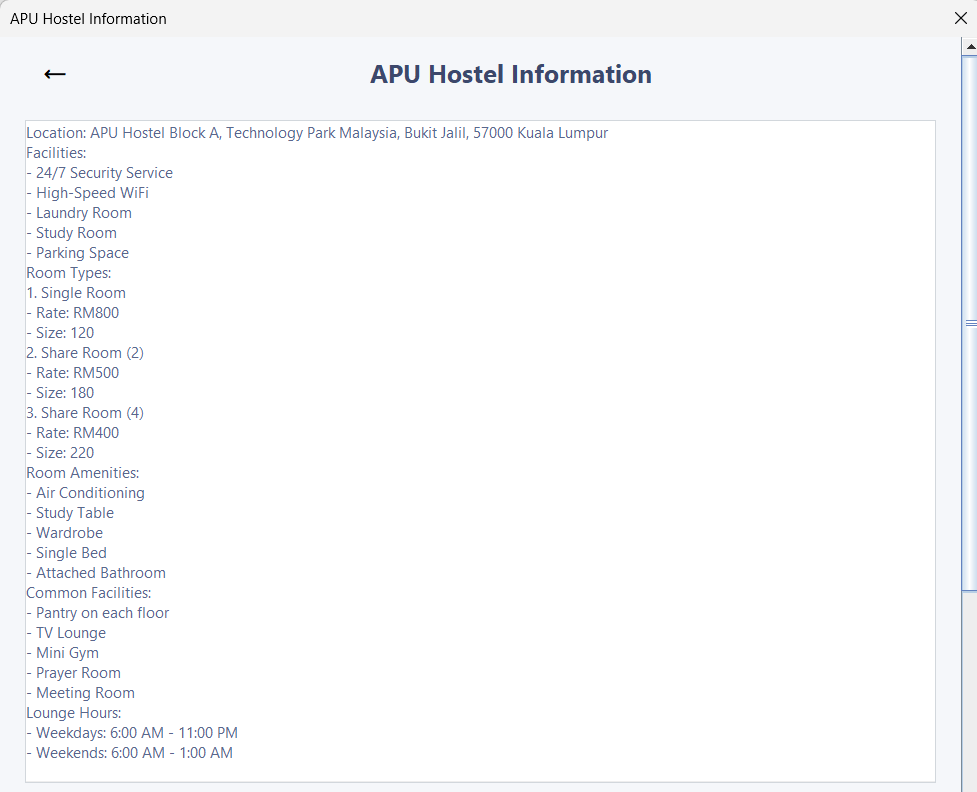 APU Hostel Information
APU Hostel Information
Location: APU Hostel Block A, Technology Park Malaysia, Bukit Jalil, 57000 Kuala Lumpur
Facilities:
- 24/7 Security Service
- High-Speed WiFi
- Laundry Room
- Study Room
- Parking Space
Room Types:
1. Single Room
- Rate: RM800
- Size: 120
2. Share Room (2)
- Rate: RM500
- Size: 180
3. Share Room (4)
- Rate: RM400
- Size: 220
Room Amenities:
- Air Conditioning
- Study Table
- Wardrobe
- Single Bed
- Attached Bathroom
Common Facilities:
- Pantry on each floor
- TV Lounge
- Mini Gym
- Prayer Room
- Meeting Room
Lounge Hours:
- Weekdays: 6:00 AM - 11:00 PM
- Weekends: 6:00 AM - 1:00 AM